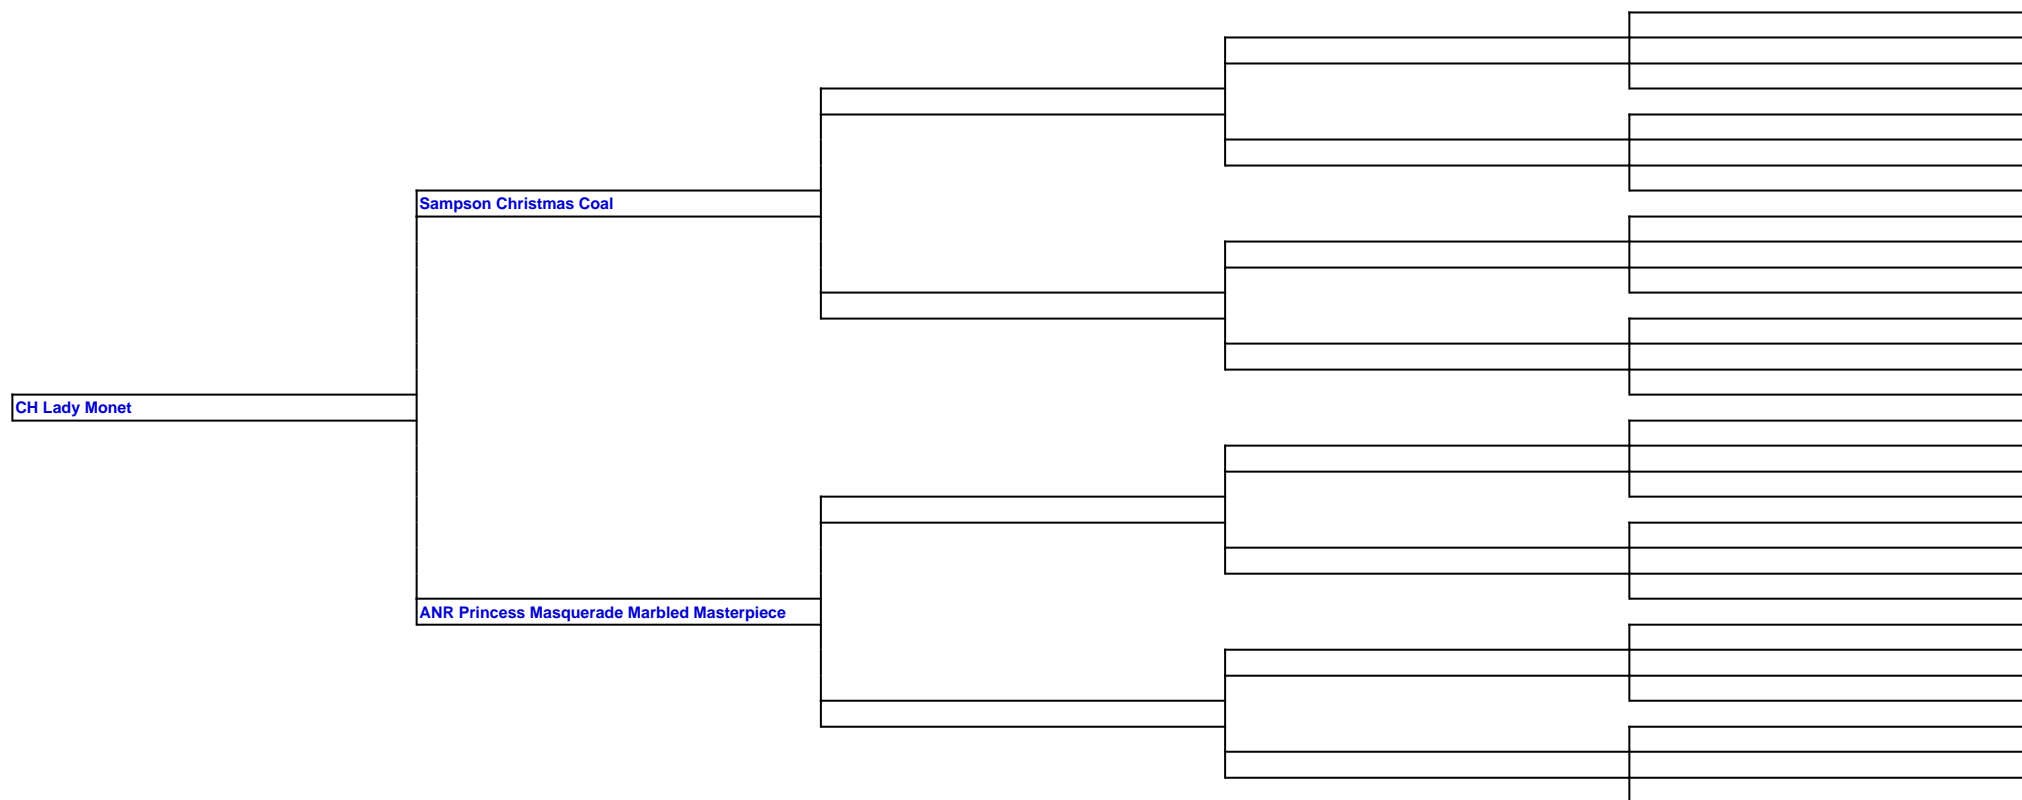 Sampson Christmas Coal
CH Lady Monet
ANR Princess Masquerade Marbled Masterpiece